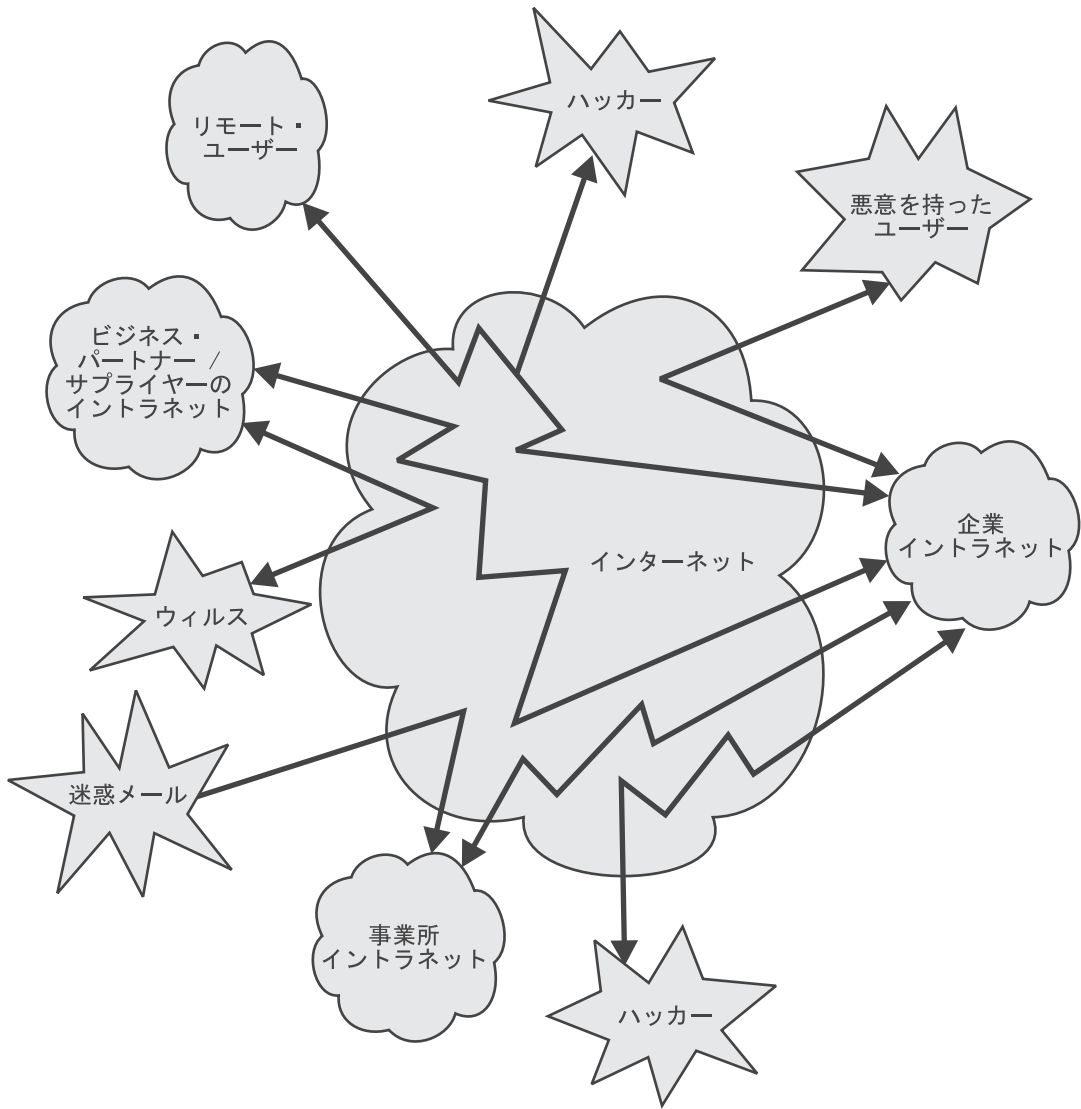 ハッカー
リモート・
ユーザー
悪意を持った
ユーザー
ビジネス・
パートナー /
サプライヤーの
イントラネット
企業
イントラネット
インターネット
ウィルス
迷惑メール
事業所
イントラネット
ハッカー